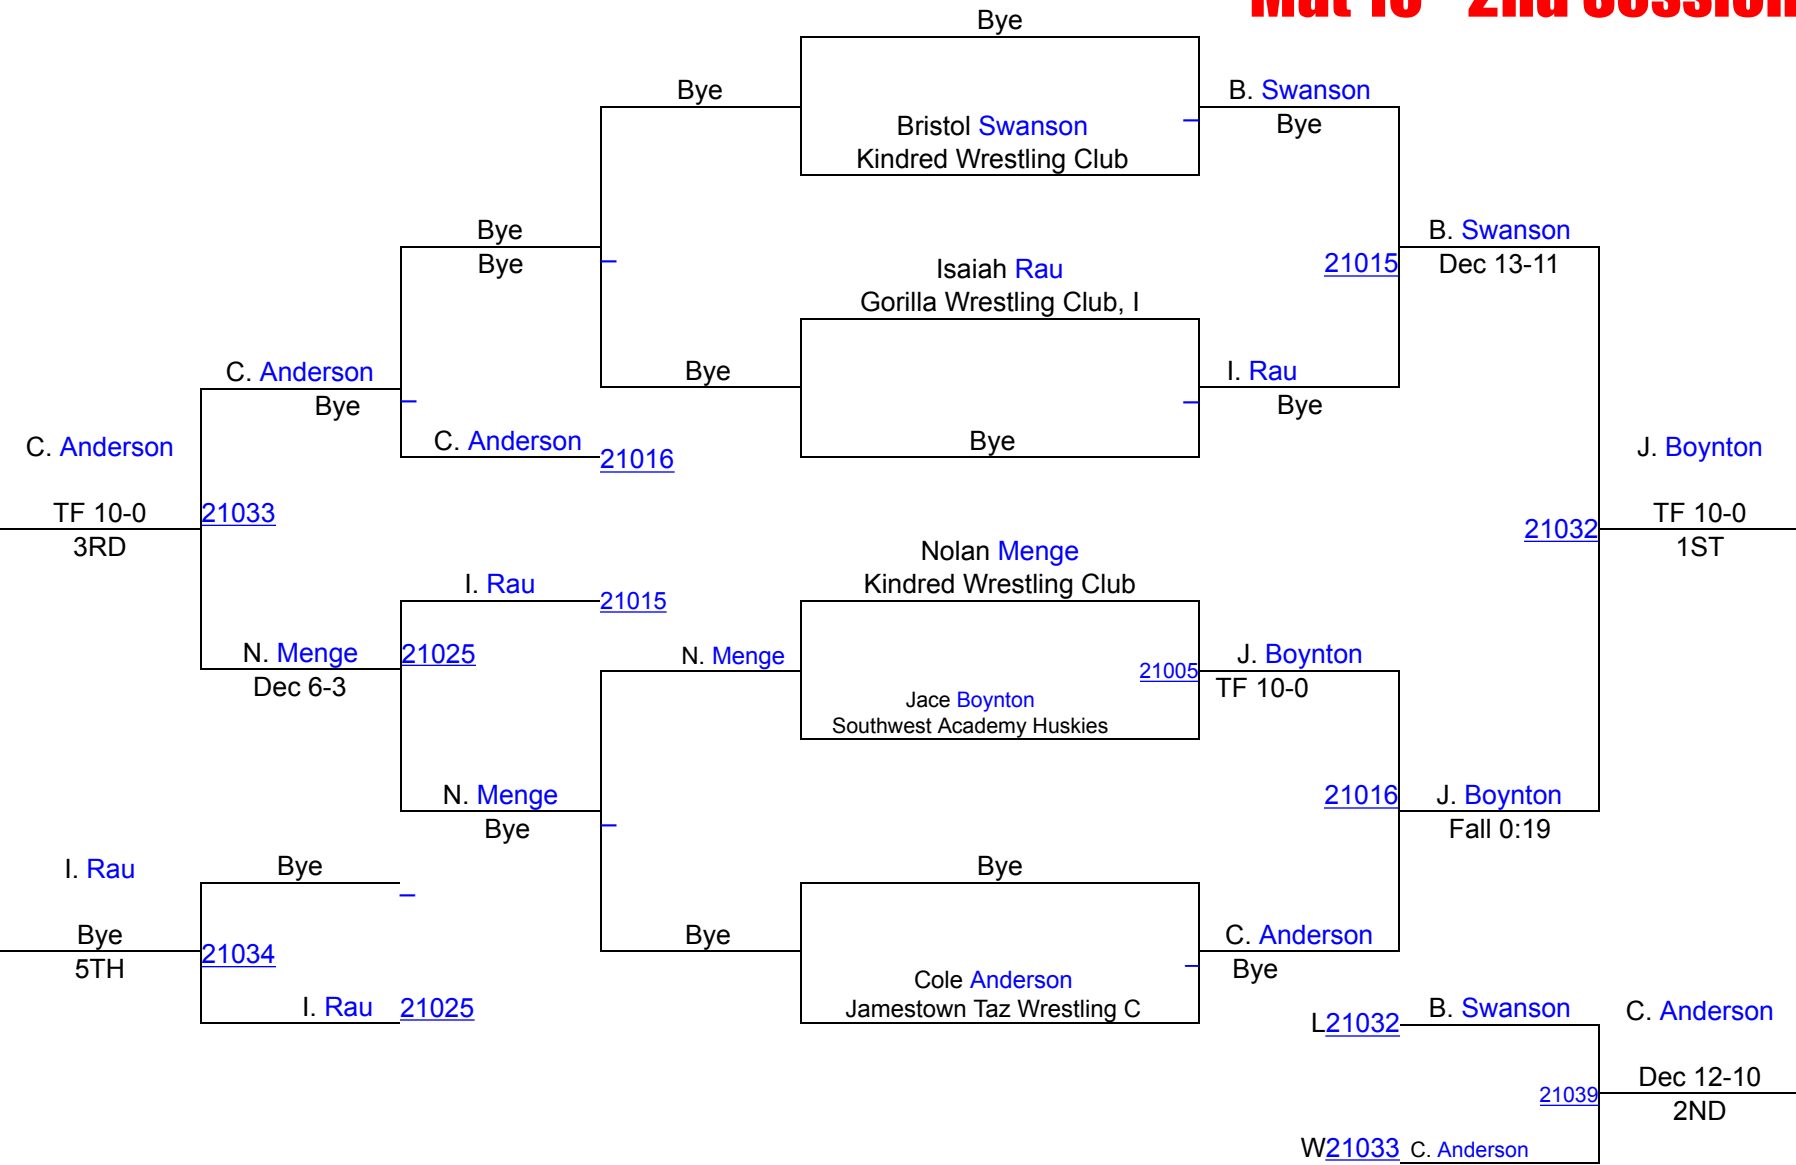 Bye
Bye
B. Swanson
Bristol Swanson
Bye
Kindred Wrestling Club
Bye
B. Swanson
Bye
Isaiah Rau
21015
Dec 13-11
Gorilla Wrestling Club, I
C. Anderson
Bye
I. Rau
Bye
Bye
C. Anderson
C. Anderson
Bye
J. Boynton
21016
TF 10-0
21033
TF 10-0
3RD
21032
1ST
Nolan Menge
I. Rau
Kindred Wrestling Club
21015
N. Menge
21025
N. Menge
J. Boynton
21005
Dec 6-3
TF 10-0
Jace Boynton
Southwest Academy Huskies
N. Menge
21016
J. Boynton
Bye
Fall 0:19
I. Rau
Bye
Bye
Bye
Bye
C. Anderson
21034
5TH
Bye
Cole Anderson
I. Rau
21025
Jamestown Taz Wrestling C
L21032
B. Swanson
C. Anderson
Dec 12-10
21039
2ND
W21033
C. Anderson